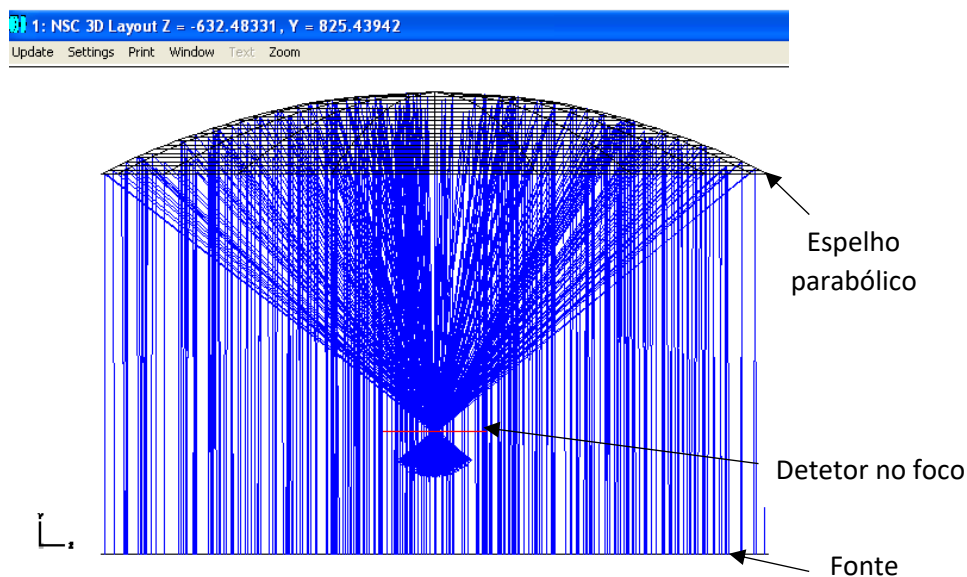 1: NSC 3D Layout Z = -632.48331, Y = 825.43942
Update Settings Print Window Text Zoom
Espelho
parabólico
Detetor no foco
Y
Z
Fonte